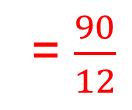 = 90/12